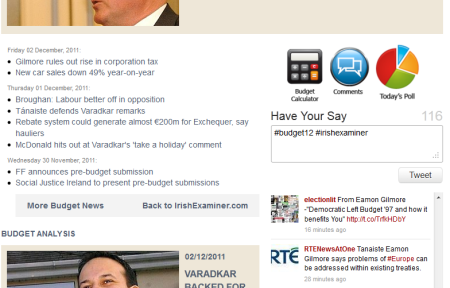 Friday 02 December, 2011:
Gilmore rules out rise in corporation tax
New car sales down 49% year-on-year
Thursday 01 December, 2011:
Broughan: Labour better off in opposition
Tánaiste defends Varadkar remarks
Rebate system could generate almost €200m for Exchequer, say
hauliers
McDonald hits out at Varadkar's 'take a holiday' comment
Wednesday 30 November, 2011:
FF announces pre-budget submission
Social Justice Ireland to present pre-budget submissions
More Budget News
Back to IrishExaminer.com
BUDGET ANALYSIS
02/12/2011
VARADKAR
BACKED FOR
Budget
Calculator
Comments
Today's Poll
Have Your Say
116
#budget12 #irishexaminer
Tweet
electionlit From Eamon Gilmore
-"Democratic Left Budget '97 and how it
benefits You" http://t.co/TrfkHDbY
16 minutes ago
RTÉ
RTENewsAtOne Tanaiste Eamon
Gilmore says problems of #Europe can
be addressed within existing treaties.
28 minutes ago